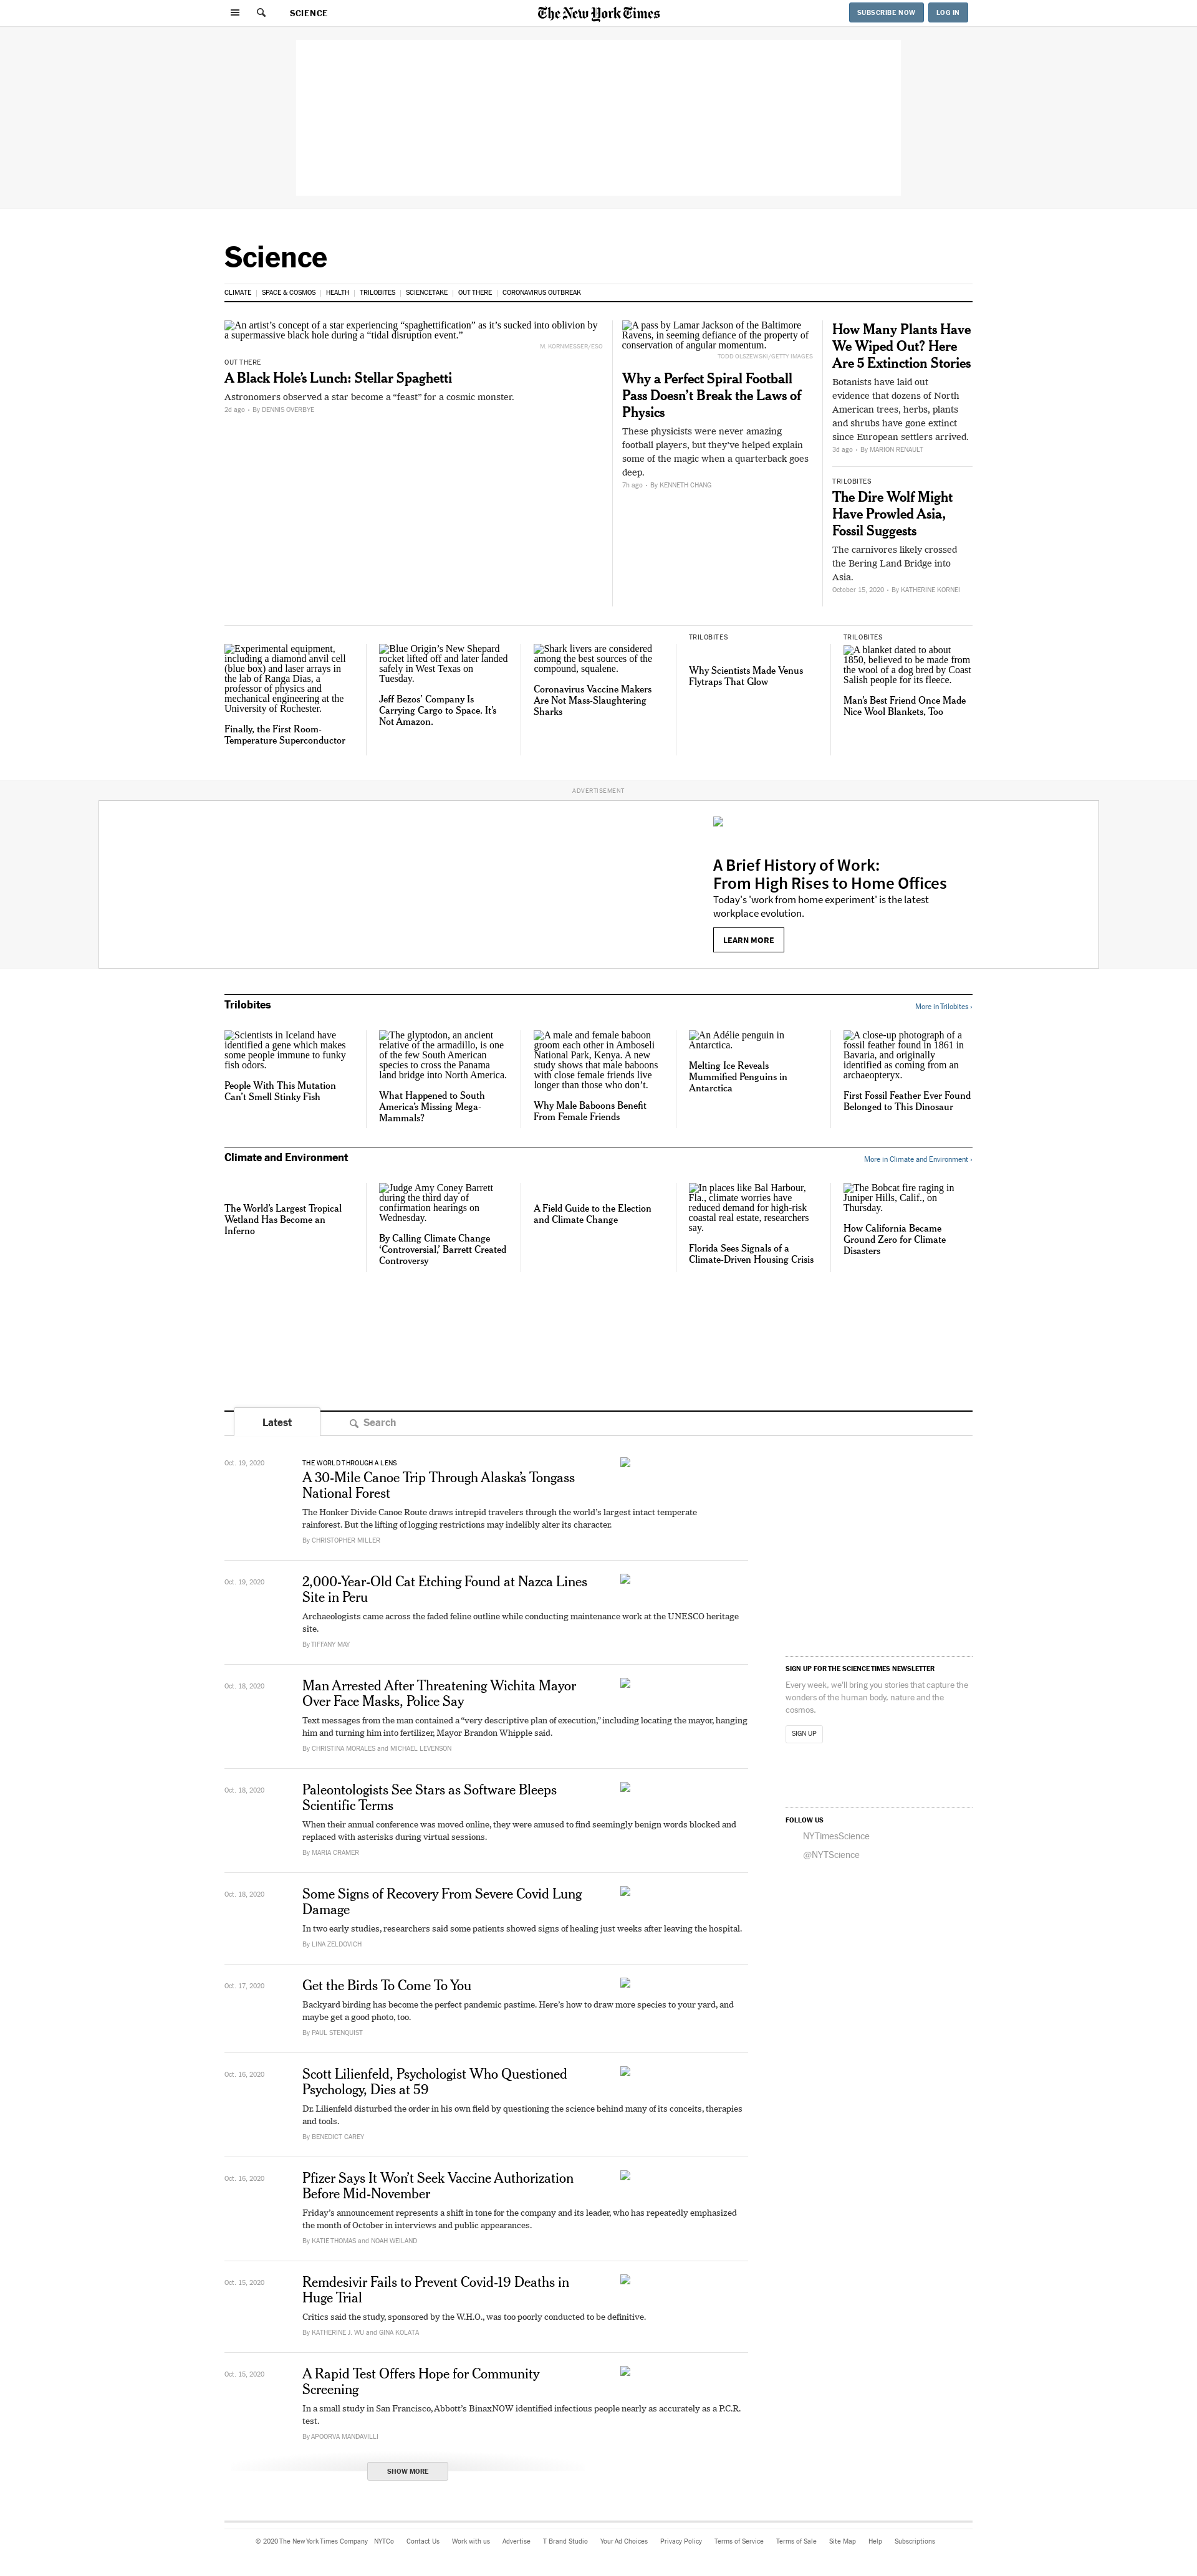 SCIENCE
The New York Times
SUBSCRIBE NOW
LOG IN
Science
CLIMATE
SPACE & COSMOS
HEALTH
TRILOBITES
SCIENCETAKE
OUT THERE
CORONAVIRUS OUTBREAK
An artist’s concept of a star experiencing “spaghettification” as it’s sucked into oblivion by
a supermassive black hole during a “tidal disruption event.”
M. KORNMESSER/ESO
OUT THERE
A Black Hole’s Lunch: Stellar Spaghetti
Astronomers observed a star become a “feast” for a cosmic monster.
2d ago • By DENNIS OVERBYE
A pass by Lamar Jackson of the Baltimore
Ravens, in seeming defiance of the property of
conservation of angular momentum.
TODD OLSZEWSKI/GETTY IMAGES
Why a Perfect Spiral Football
Pass Doesn’t Break the Laws of
Physics
These physicists were never amazing
football players, but they’ve helped explain
some of the magic when a quarterback goes
deep.
7h ago • By KENNETH CHANG
How Many Plants Have
We Wiped Out? Here
Are 5 Extinction Stories
Botanists have laid out
evidence that dozens of North
American trees, herbs, plants
and shrubs have gone extinct
since European settlers arrived.
3d ago • By MARION RENAULT
TRILOBITES
The Dire Wolf Might
Have Prowled Asia,
Fossil Suggests
The carnivores likely crossed
the Bering Land Bridge into
Asia.
October 15, 2020 • By KATHERINE KORNEI
Experimental equipment,
including a diamond anvil cell
(blue box) and laser arrays in
the lab of Ranga Dias, a
professor of physics and
mechanical engineering at the
University of Rochester.
Finally, the First Room-
Temperature Superconductor
Blue Origin’s New Shepard
rocket lifted off and later landed
safely in West Texas on
Tuesday.
Jeff Bezos’ Company Is
Carrying Cargo to Space. It’s
Not Amazon.
Shark livers are considered
among the best sources of the
compound, squalene.
Coronavirus Vaccine Makers
Are Not Mass-Slaughtering
Sharks
TRILOBITES
Why Scientists Made Venus
Flytraps That Glow
TRILOBITES
A blanket dated to about
1850, believed to be made from
the wool of a dog bred by Coast
Salish people for its fleece.
Man’s Best Friend Once Made
Nice Wool Blankets, Too
ADVERTISEMENT
A Brief History of Work:
From High Rises to Home Offices
Today's 'work from home experiment' is the latest
workplace evolution.
LEARN MORE
Trilobites
More in Trilobites ›
Scientists in Iceland have
identified a gene which makes
some people immune to funky
fish odors.
People With This Mutation
Can’t Smell Stinky Fish
The glyptodon, an ancient
relative of the armadillo, is one
of the few South American
species to cross the Panama
land bridge into North America.
What Happened to South
America’s Missing Mega-
Mammals?
A male and female baboon
groom each other in Ambosell
National Park, Kenya. A new
study shows that male baboons
with close female friends live
longer than those who don’t.
Why Male Baboons Benefit
From Female Friends
An Adélie penguin in
Antarctica.
Melting Ice Reveals
Mummified Penguins in
Antarctica
A close-up photograph of a
fossil feather found in 1861 in
Bavaria, and originally
identified as coming from an
archaeopteryx.
First Fossil Feather Ever Found
Belonged to This Dinosaur
Climate and Environment
More in Climate and Environment ›
The World’s Largest Tropical
Wetland Has Become an
Inferno
Judge Amy Coney Barrett
during the third day of
confirmation hearings on
Wednesday.
By Calling Climate Change
‘Controversial,’ Barrett Created
Controversy
A Field Guide to the Election
and Climate Change
In places like Bal Harbour,
Fla., climate worries have
reduced demand for high-risk
coastal real estate, researchers
say.
Florida Sees Signals of a
Climate-Driven Housing Crisis
The Bobcat fire raging in
Juniper Hills, Calif., on
Thursday.
How California Became
Ground Zero for Climate
Disasters
Latest
Search
Oct. 19, 2020
THE WORLD THROUGH A LENS
A 30-Mile Canoe Trip Through Alaska’s Tongass
National Forest
The Honker Divide Canoe Route draws intrepid travelers through the world’s largest intact temperate
rainforest. But the lifting of logging restrictions may indelibly alter its character.
By CHRISTOPHER MILLER
Oct. 19, 2020
2,000-Year-Old Cat Etching Found at Nazca Lines
Site in Peru
Archaeologists came across the faded feline outline while conducting maintenance work at the UNESCO heritage
site.
By TIFFANY MAY
Oct. 18, 2020
Man Arrested After Threatening Wichita Mayor
Over Face Masks, Police Say
Text messages from the man contained a “very descriptive plan of execution,” including locating the mayor, hanging
him and turning him into fertilizer, Mayor Brandon Whipple said.
By CHRISTINA MORALES and MICHAEL LEVENSON
Oct. 18, 2020
Paleontologists See Stars as Software Bleeps
Scientific Terms
When their annual conference was moved online, they were amused to find seemingly benign words blocked and
replaced with asterisks during virtual sessions.
By MARIA CRAMER
Oct. 18, 2020
Some Signs of Recovery From Severe Covid Lung
Damage
In two early studies, researchers said some patients showed signs of healing just weeks after leaving the hospital.
By LINA ZELDOVICH
Oct. 17, 2020
Get the Birds To Come To You
Backyard birding has become the perfect pandemic pastime. Here’s how to draw more species to your yard, and
maybe get a good photo, too.
By PAUL STENQUIST
Oct. 16, 2020
Scott Lilienfeld, Psychologist Who Questioned
Psychology, Dies at 59
Dr. Lilienfeld disturbed the order in his own field by questioning the science behind many of its conceits, therapies
and tools.
By BENEDICT CAREY
Oct. 16, 2020
Pfizer Says It Won’t Seek Vaccine Authorization
Before Mid-November
Friday’s announcement represents a shift in tone for the company and its leader, who has repeatedly emphasized
the month of October in interviews and public appearances.
By KATIE THOMAS and NOAH WEILAND
Oct. 15, 2020
Remdesivir Fails to Prevent Covid-19 Deaths in
Huge Trial
Critics said the study, sponsored by the W.H.O., was too poorly conducted to be definitive.
By KATHERINE J. WU and GINA KOLATA
Oct. 15, 2020
A Rapid Test Offers Hope for Community
Screening
In a small study in San Francisco, Abbott’s BinaxNOW identified infectious people nearly as accurately as a P.C.R.
test.
By APOORVA MANDAVILLI
SHOW MORE
SIGN UP FOR THE SCIENCE TIMES NEWSLETTER
Every week, we'll bring you stories that capture the
wonders of the human body, nature and the
cosmos.
SIGN UP
FOLLOW US
NYTimesScience
@NYTScience
© 2020 The New York Times Company
NYTCo
Contact Us
Work with us
Advertise
T Brand Studio
Your Ad Choices
Privacy Policy
Terms of Service
Terms of Sale
Site Map
Help
Subscriptions